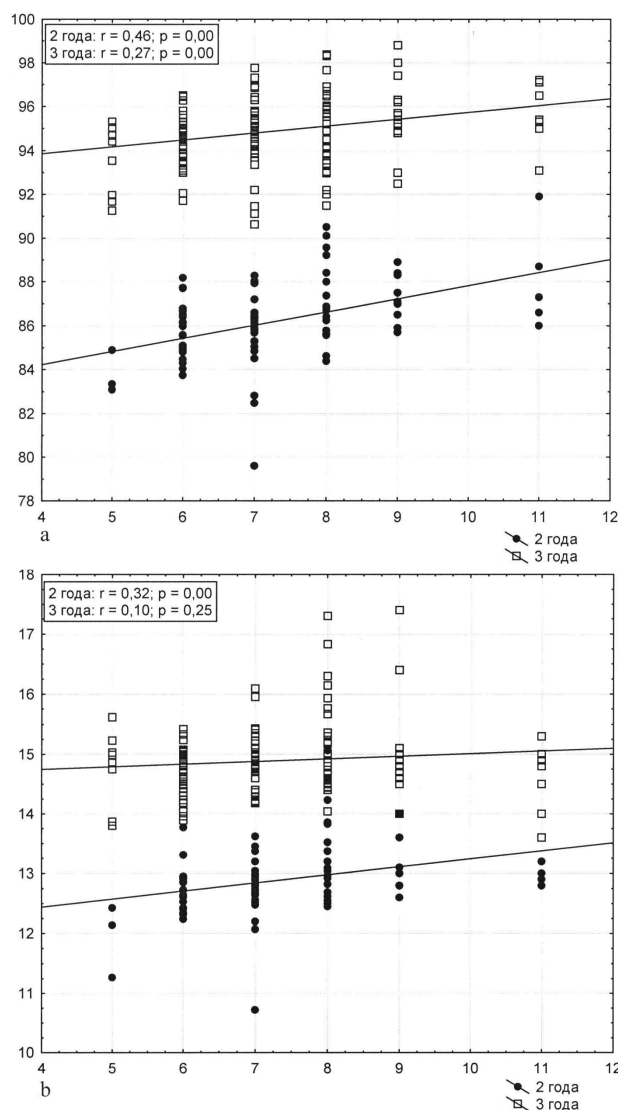 2 года: r = 0,46; p = 0,00
3 года: r = 0,27; p = 0,00
100
98
96
94
92
90
88
86
84
82
80
78
4 5 6 7 8 9 10 11 12
a
2 года
3 года
2 года: r = 0,32; p = 0,00
3 года: r = 0,10; p = 0,25
18
17
16
15
14
13
12
11
10
4 5 6 7 8 9 10 11 12
b
2 года
3 года